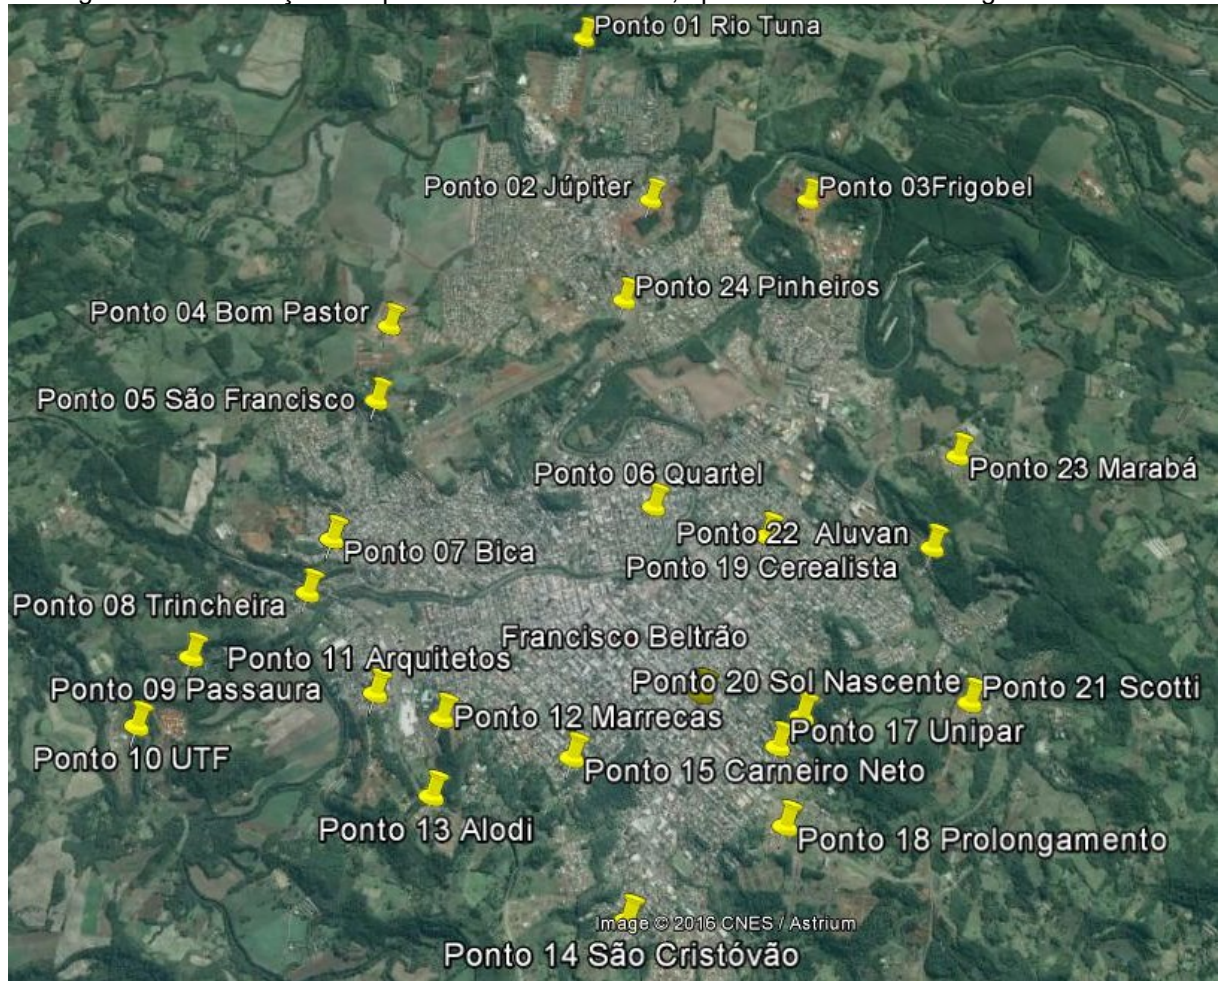 Ponto 01 Rio Tuna
Ponto 02 Júpiter
Ponto 03Frigobel
Ponto 24 Pinheiros
Ponto 04 Bom Pastor
Ponto 05 São Francisco
Ponto 23 Marabá
Ponto 06 Quartel
Ponto 22 Aluvan
Ponto 07 Bica
Ponto 19 Cerealista
Ponto 08 Trincheira
Francisco Beltrão
Ponto 11 Arquitetos
Ponto 09 Passaura
Ponto 20 Sol Nascente
Ponto 21 Scotti
Ponto 12 Marrecas
Ponto 17 Unipar
Ponto 10 UTF
Ponto 15 Carneiro Neto
Ponto 13 Alodi
Ponto 18 Prolongamento
Image © 2016 CNES / Astrium
Ponto 14 São Cristóvão